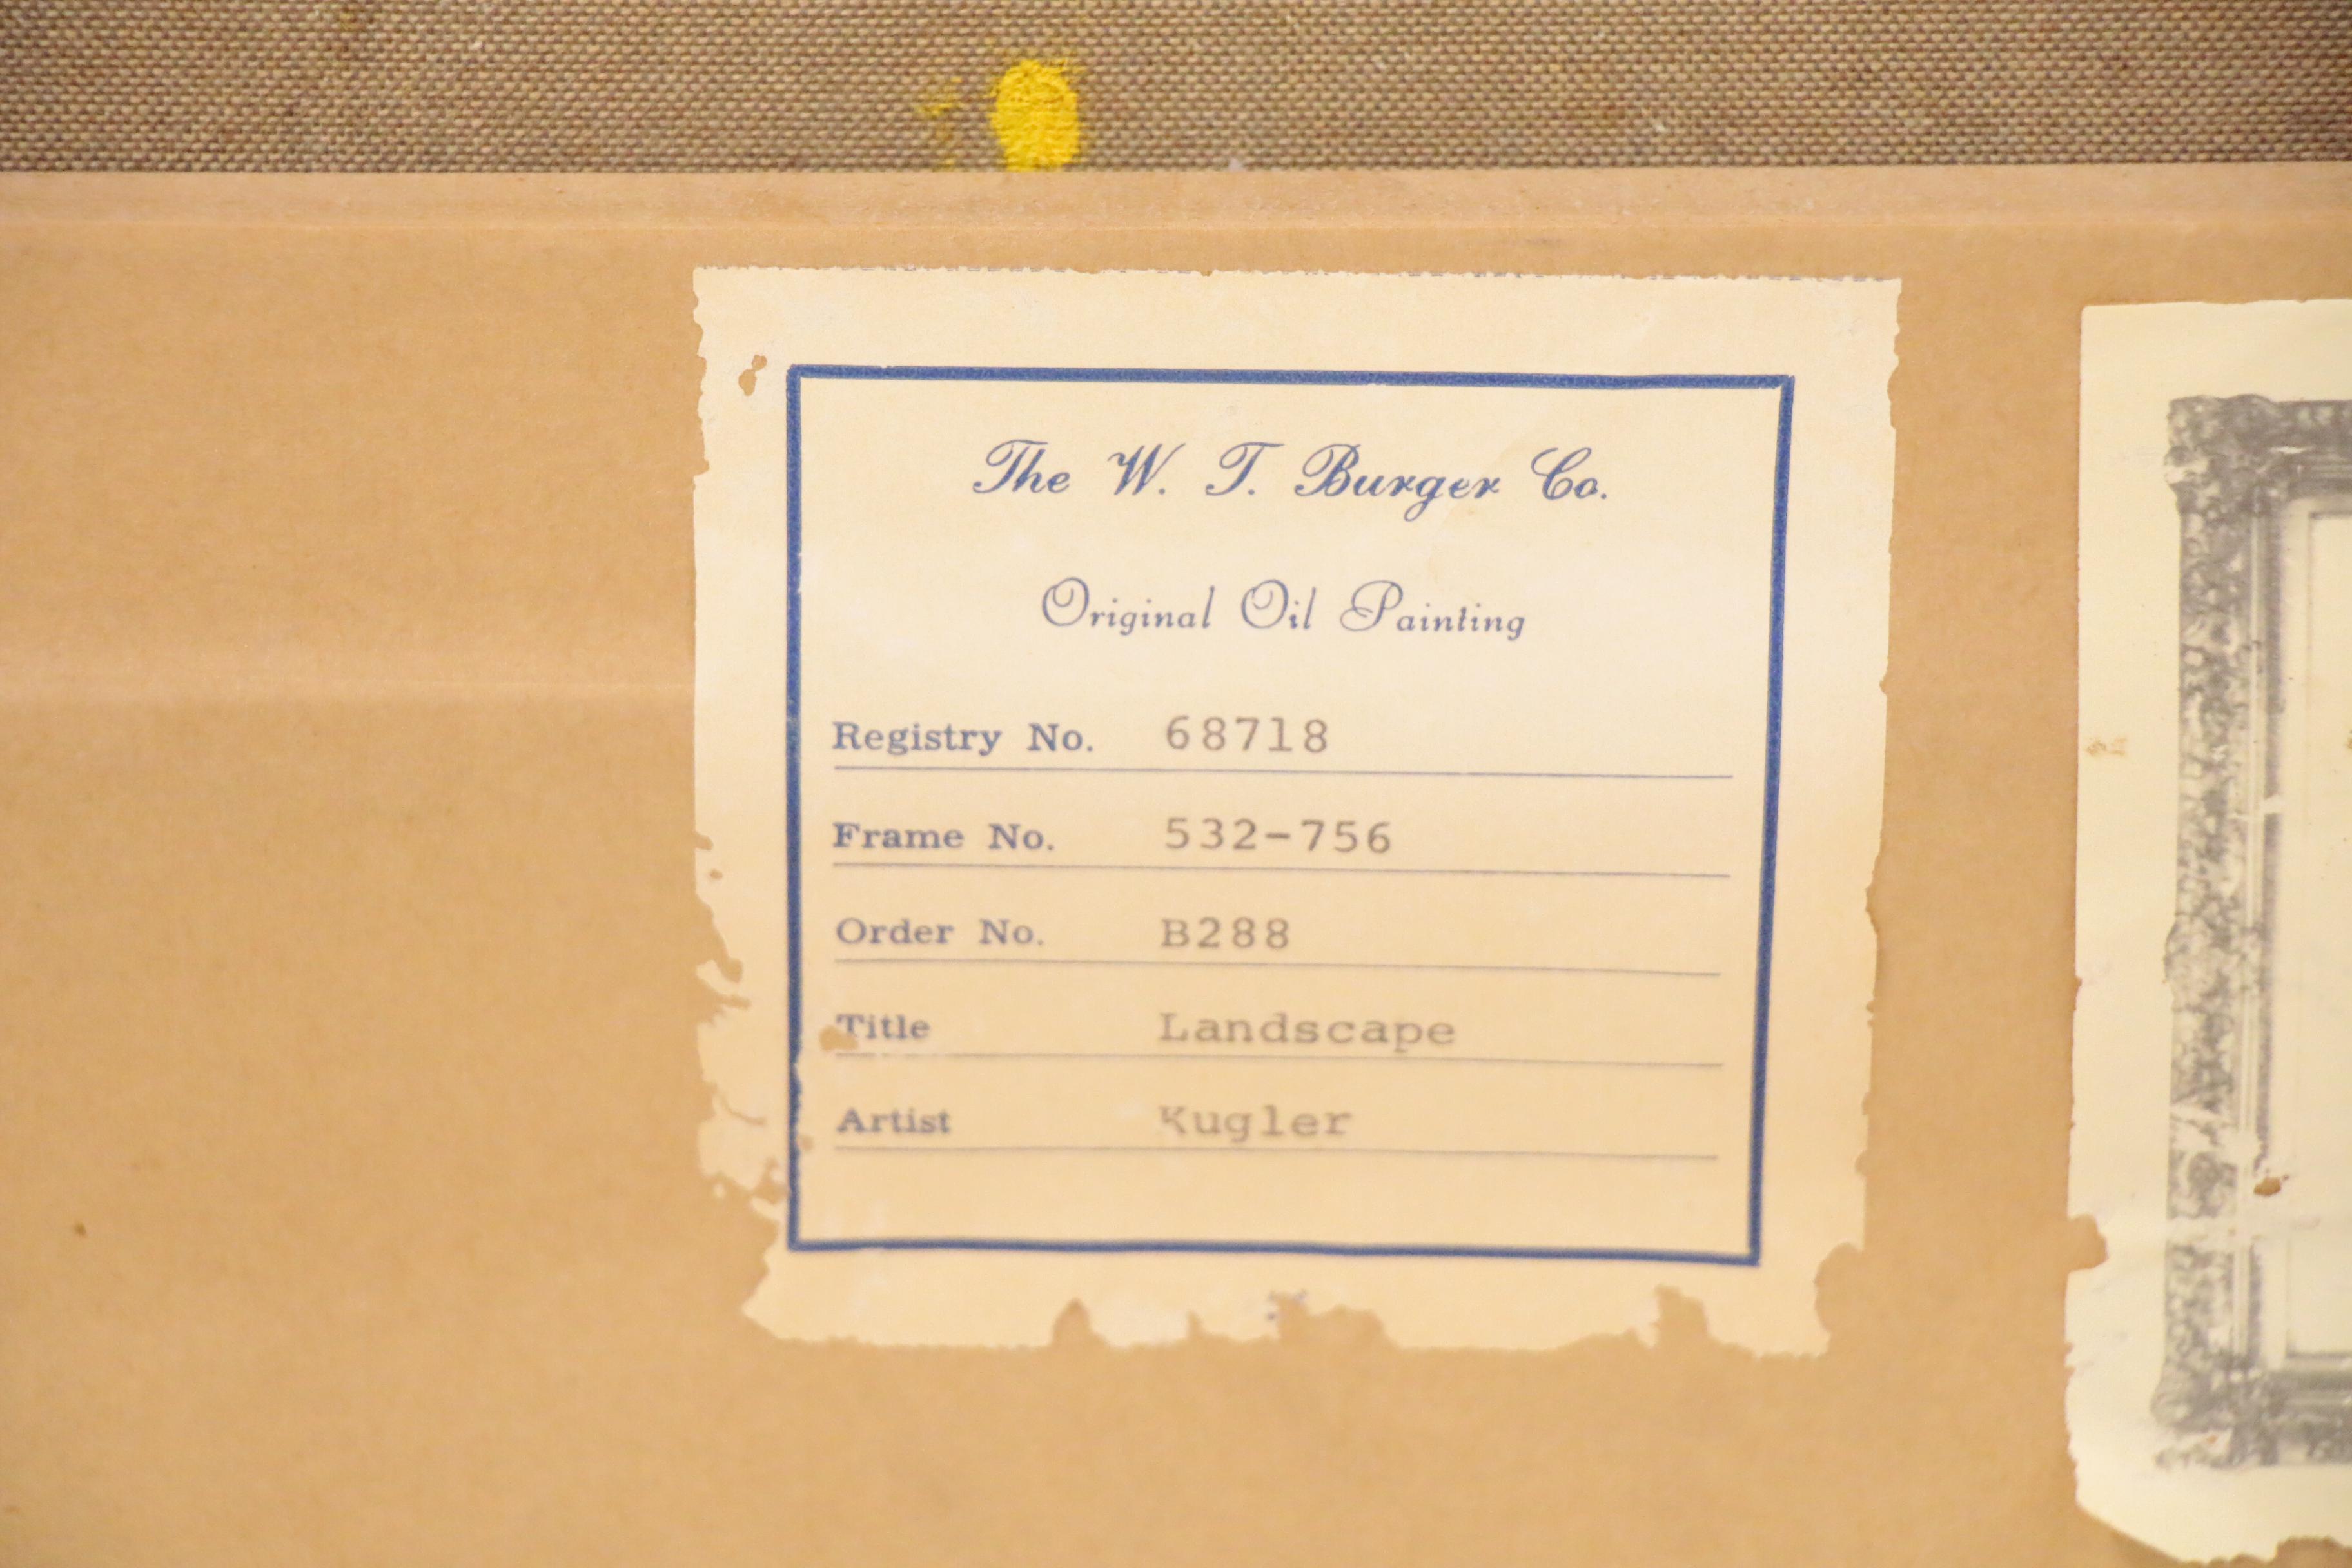 The W. T. Burger Co.
Original Oil Painting
Registry No. 68718
Frame No. 532-756
Order No. B288
Title Landscape
Artist Kugler